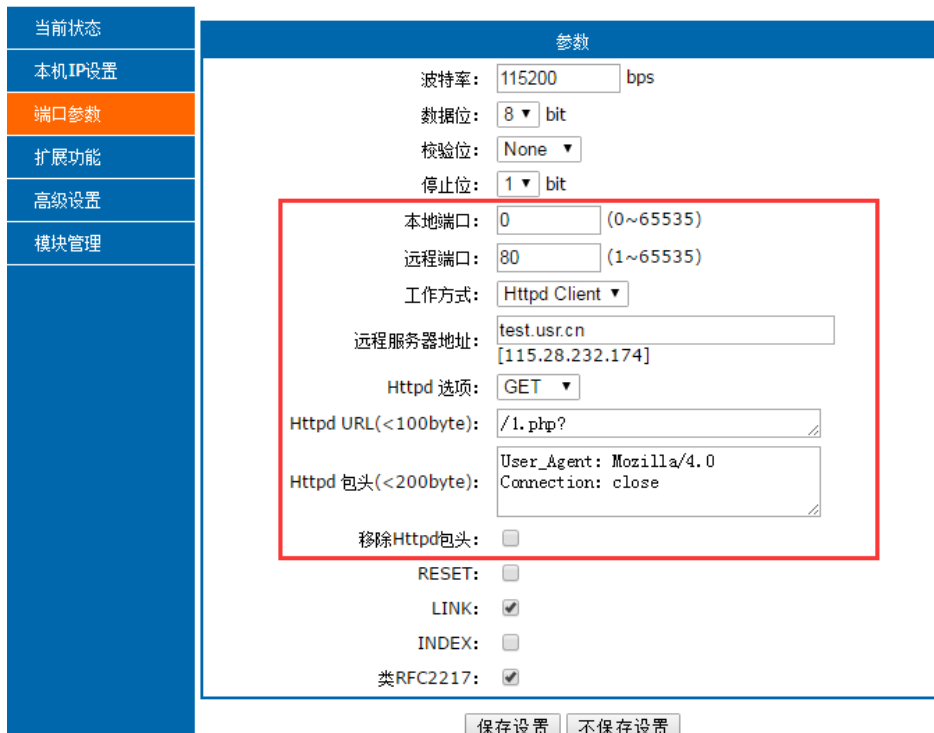 当前状态
本机IP设置
端口参数
扩展功能
高级设置
模块管理
参数
波特率: 115200 bps
数据位: 8 bit
校验位: None
停止位: 1 bit
本地端口: 0 (0~65535)
远程端口: 80 (1~65535)
工作方式: Httpd Client
远程服务器地址: test.usr.cn
[115.28.232.174]
Httpd 选项: GET
Httpd URL(<100byte): /1.php?
Httpd 包头(<200byte): User_Agent: Mozilla/4.0
Connection: close
移除Httpd包头:
RESET:
LINK:
INDEX:
类RFC2217:
保存设置 不保存设置